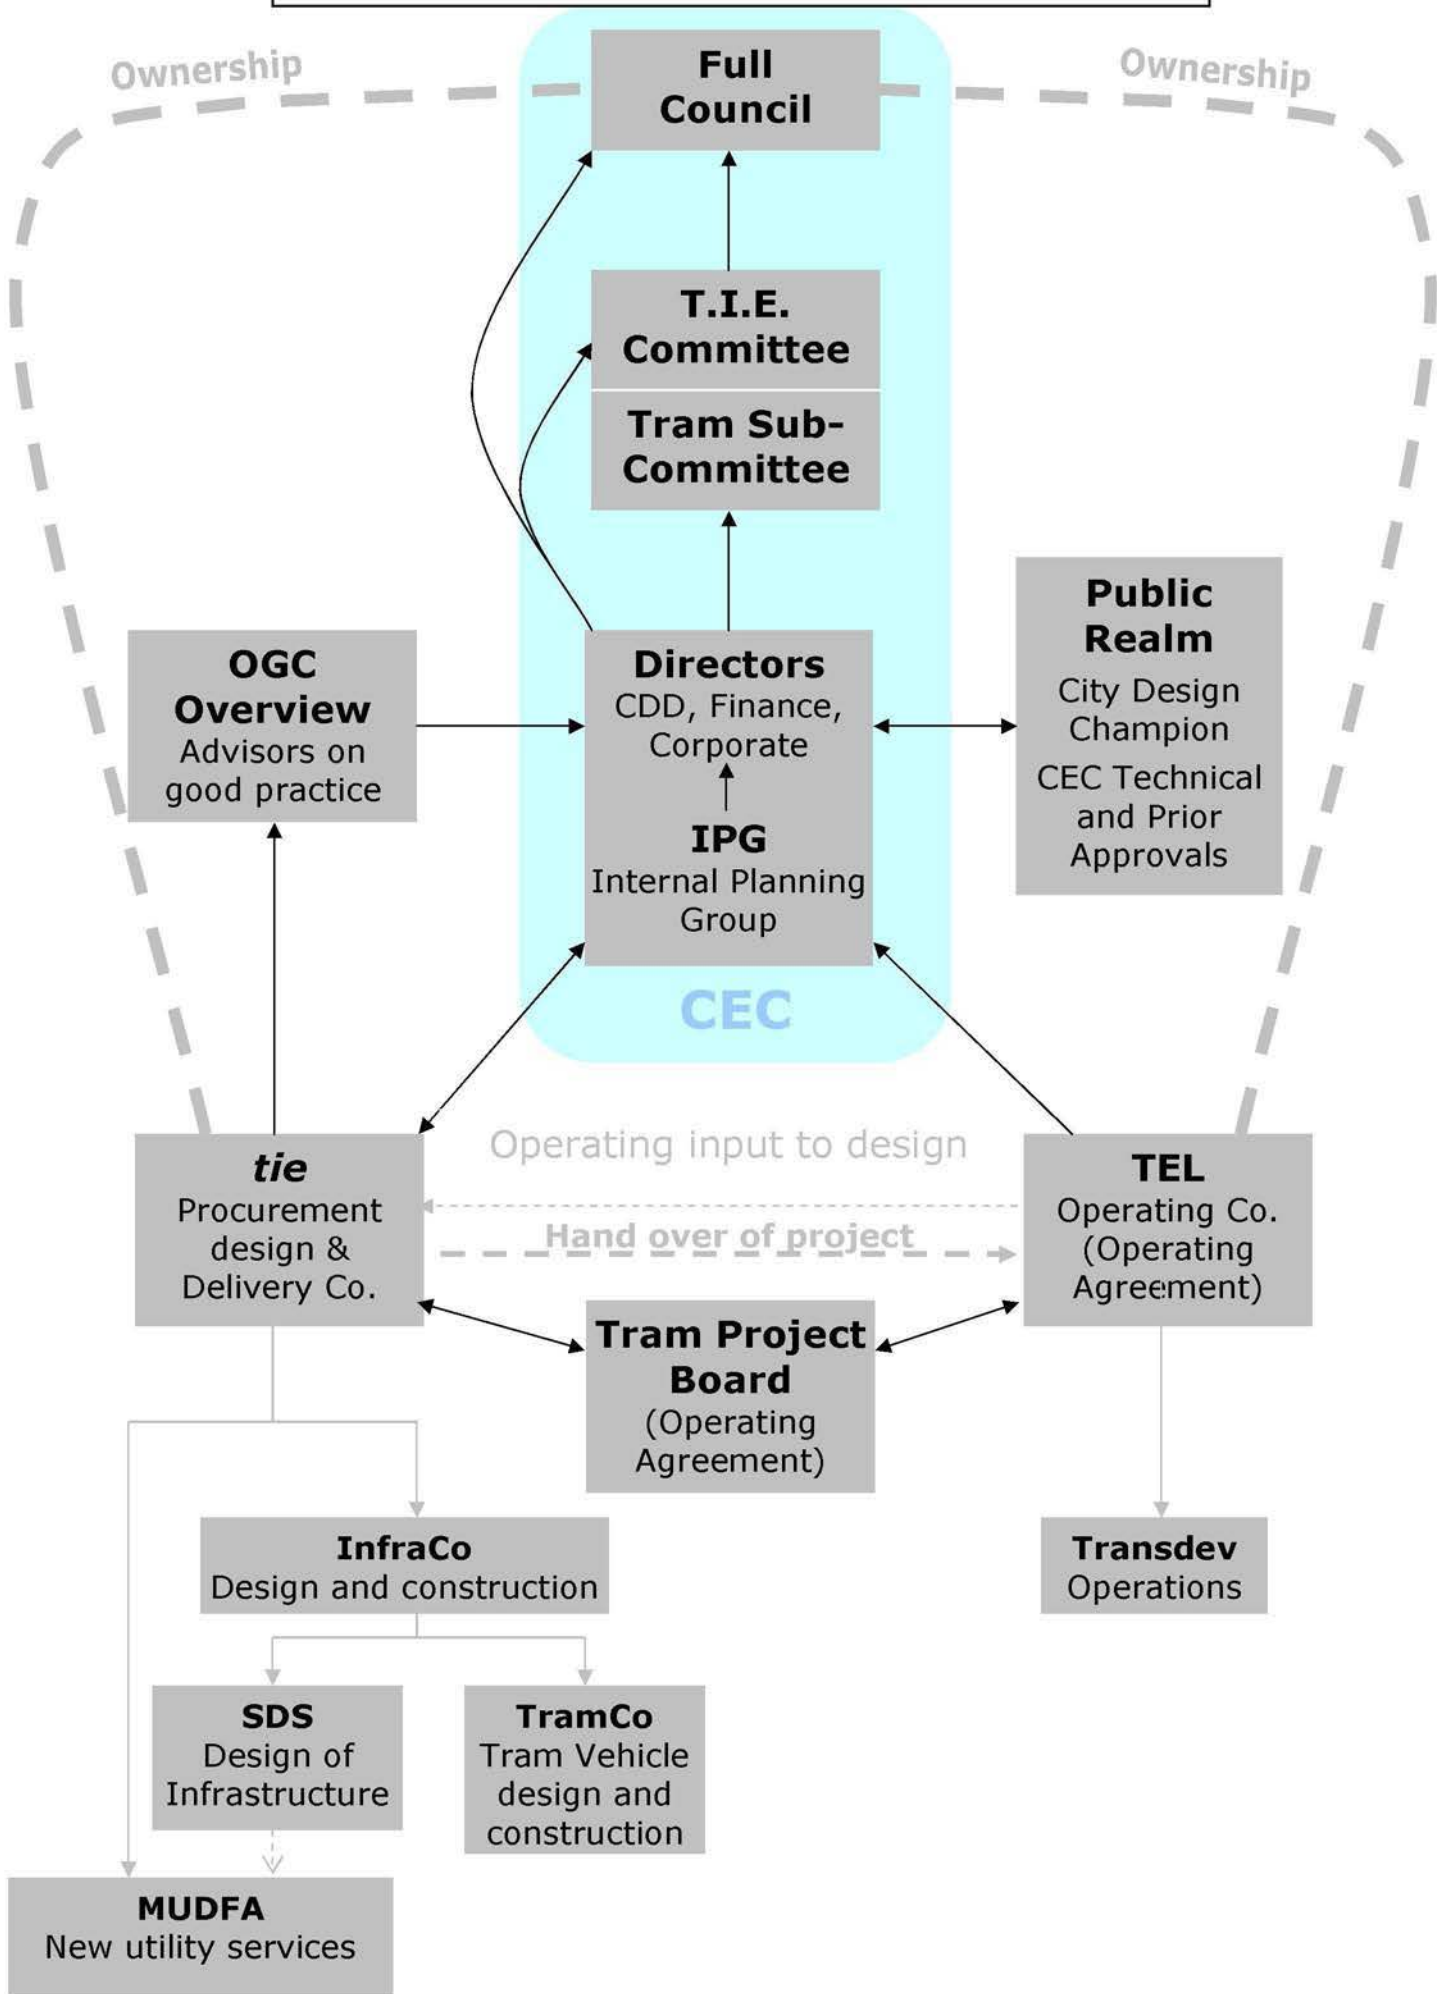 Ownership
Ownership
Full
Council
T.I.E.
Committee
Tram Sub-
Committee
OGC
Overview
Advisors on
good practice
Directors
CDD, Finance,
Corporate
IPG
Internal Planning
Group
Public
Realm
City Design
Champion
CEC Technical
and Prior
Approvals
CEC
Operating input to design
Hand over of project
tie
Procurement
design &
Delivery Co.
TEL
Operating Co.
(Operating
Agreement)
Tram Project
Board
(Operating
Agreement)
InfraCo
Design and construction
Transdev
Operations
SDS
Design of
Infrastructure
TramCo
Tram Vehicle
design and
construction
MUDFA
New utility services